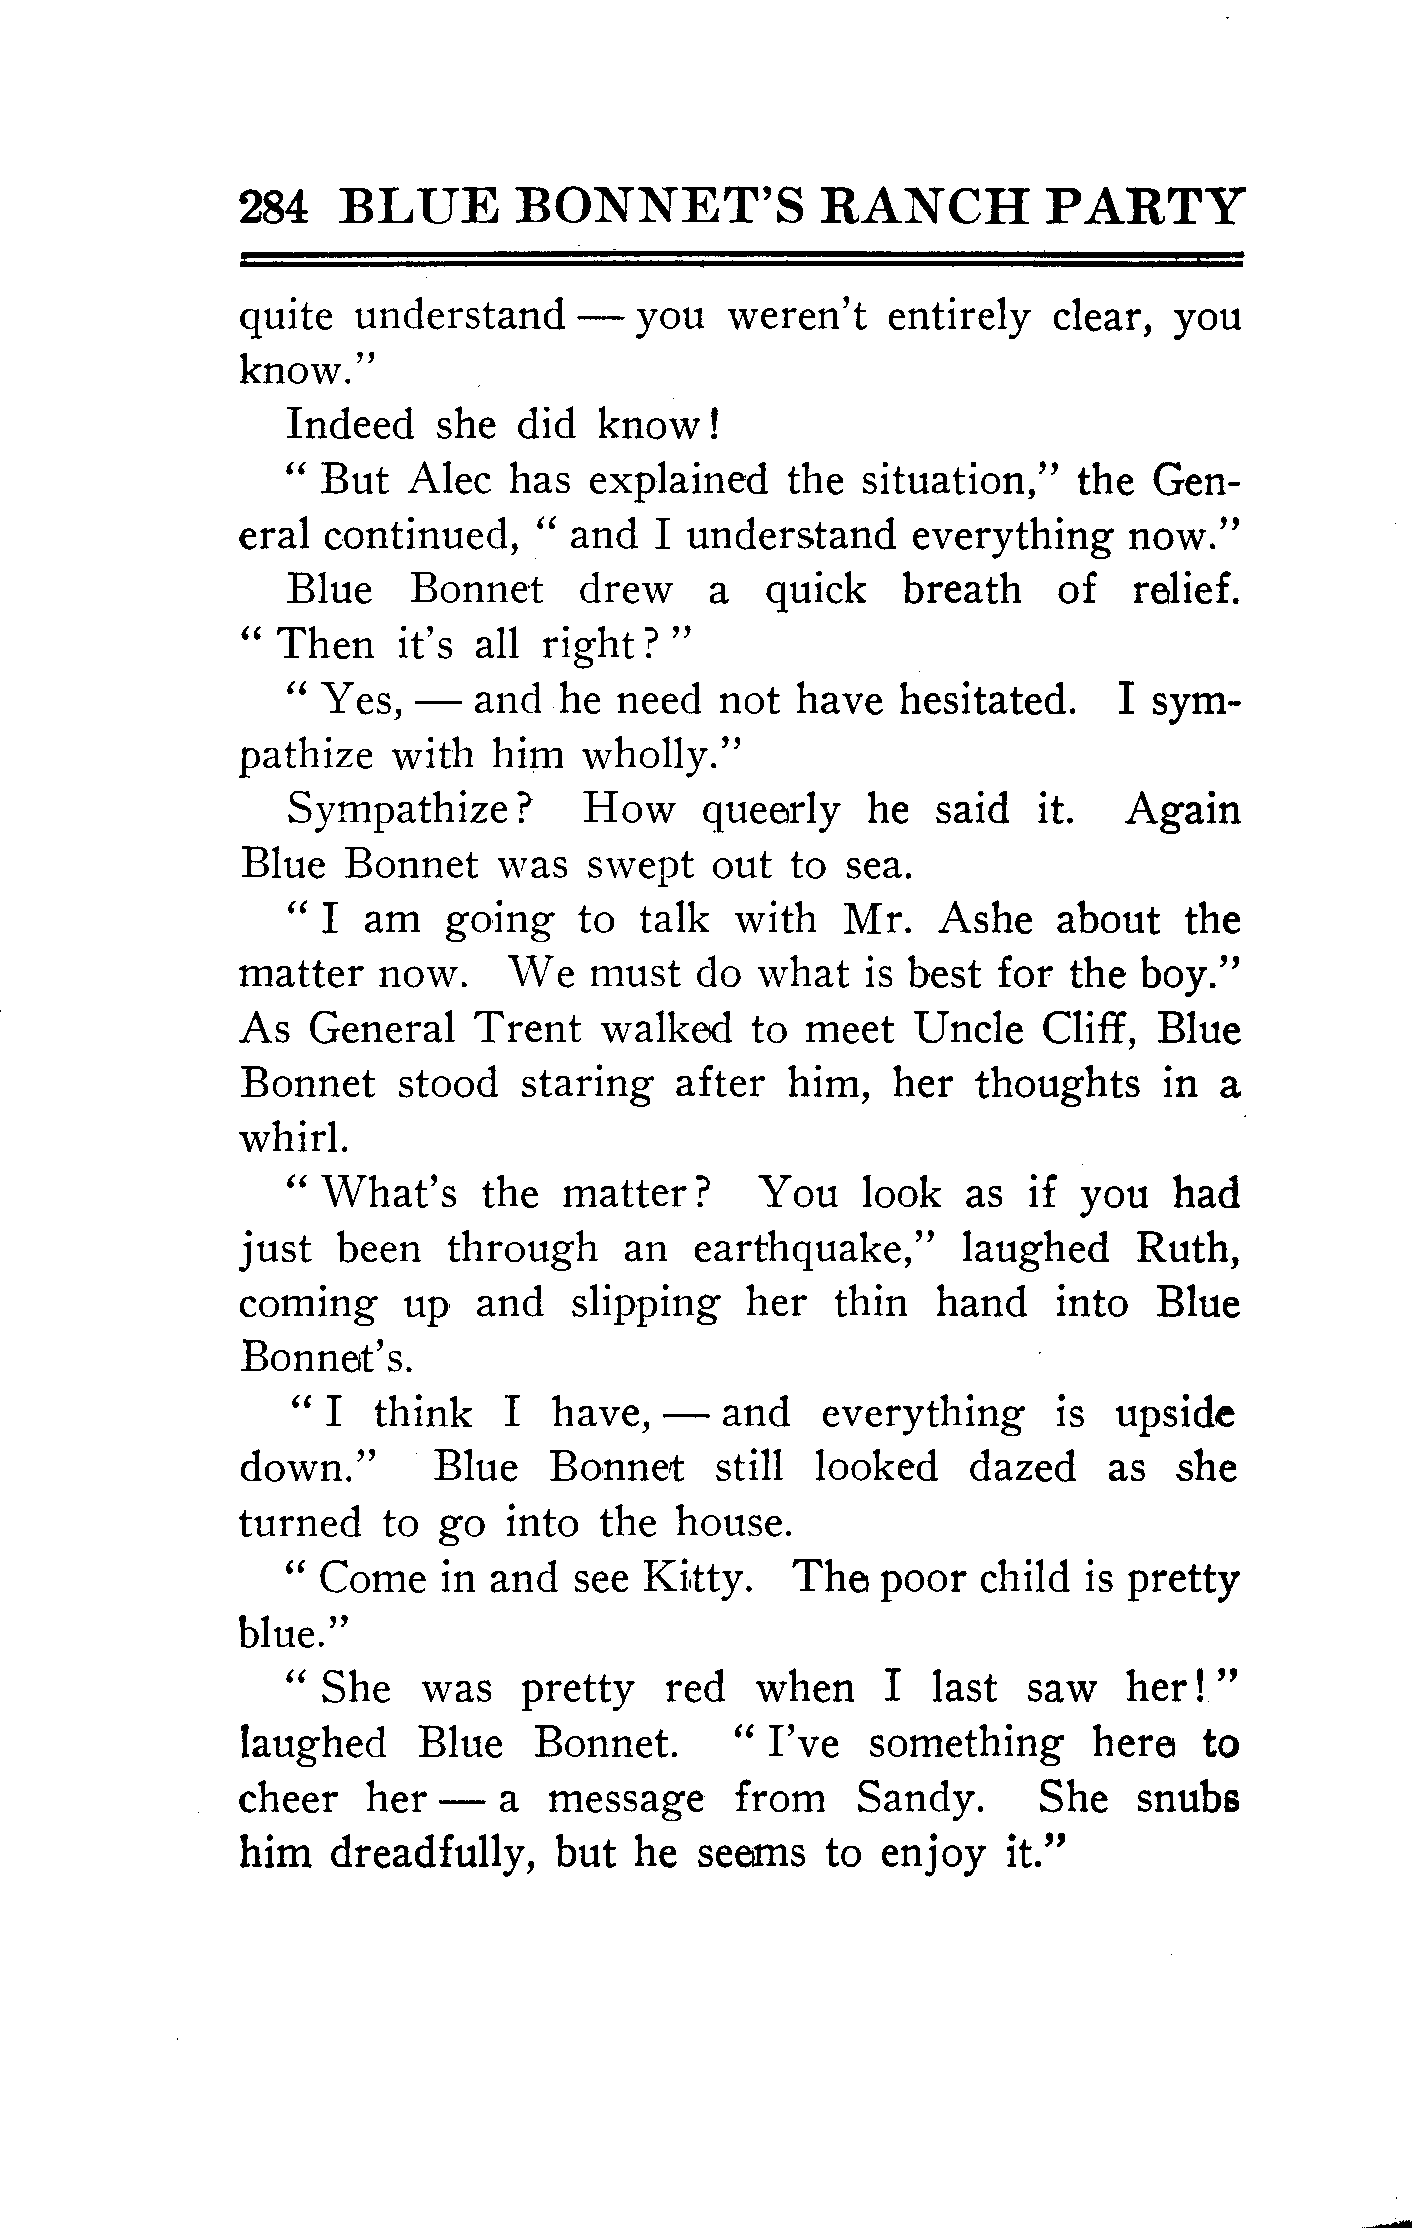 284 BLUE BONNET'S RANCH PARTY
quite understand — you weren't entirely clear, you
know."
Indeed she did know!
" But Alec has explained the situation," the Gen-
eral continued, " and I understand everything now."
Blue Bonnet drew a quick breath of relief.
" Then it's all right? "
" Yes, — and he need not have hesitated. I sym-
pathize with him wholly."
Sympathize? How queerly he said it. Again
Blue Bonnet was swept out to sea.
" I am going to talk with Mr. Ashe about the
matter now. We must do what is best for the boy."
As General Trent walked to meet Uncle Cliff, Blue
Bonnet stood staring after him, her thoughts in a
whirl.
" What's the matter? You look as if you had
just been through an earthquake," laughed Ruth,
coming up and slipping her thin hand into Blue
Bonnet's.
" I think I have, — and everything is upside
down." Blue Bonnet still looked dazed as she
turned to go into the house.
" Come in and see Kitty. The poor child is pretty
blue."
" She was pretty red when I last saw her! "
laughed Blue Bonnet. " I've something here to
cheer her — a message from Sandy. She snubs
him dreadfully, but he seems to enjoy it."